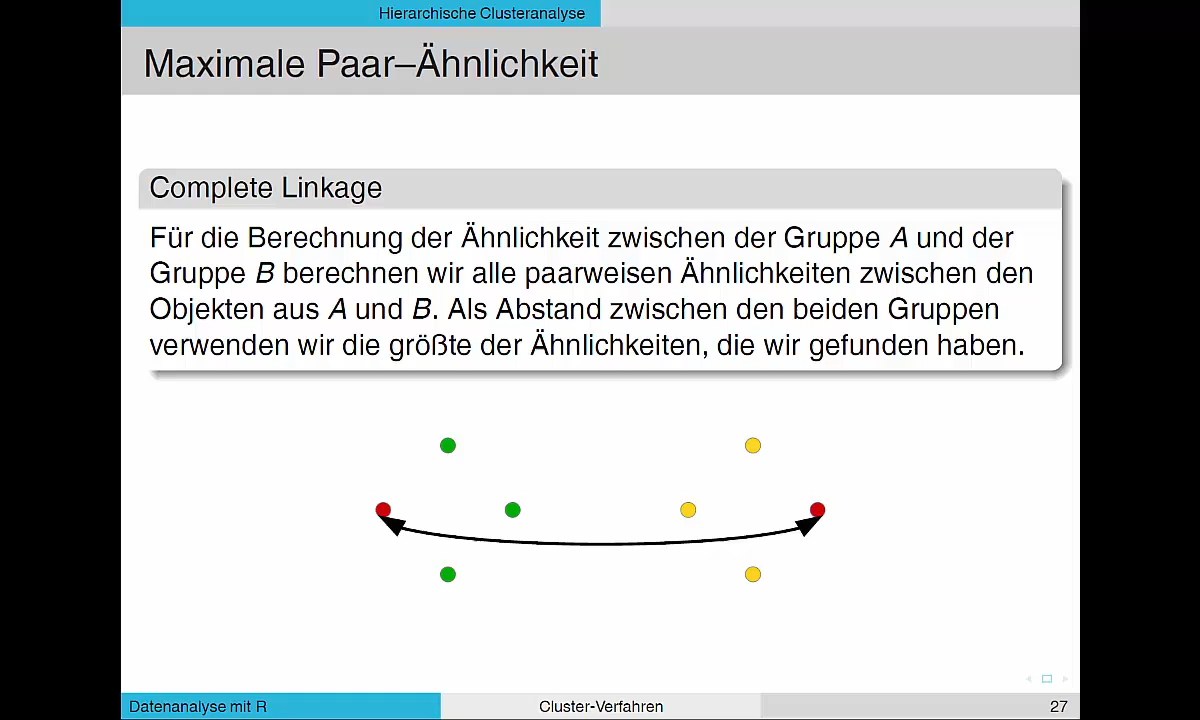 Hierarchische Clusteranalyse
Maximale Paar–Ähnlichkeit
Complete Linkage
Für die Berechnung der Ähnlichkeit zwischen der Gruppe A und der
Gruppe B berechnen wir alle paarweisen Ähnlichkeiten zwischen den
Objekten aus A und B. Als Abstand zwischen den beiden Gruppen
verwenden wir die größte der Ähnlichkeiten, die wir gefunden haben.
Datenanalyse mit R
Cluster-Verfahren
27